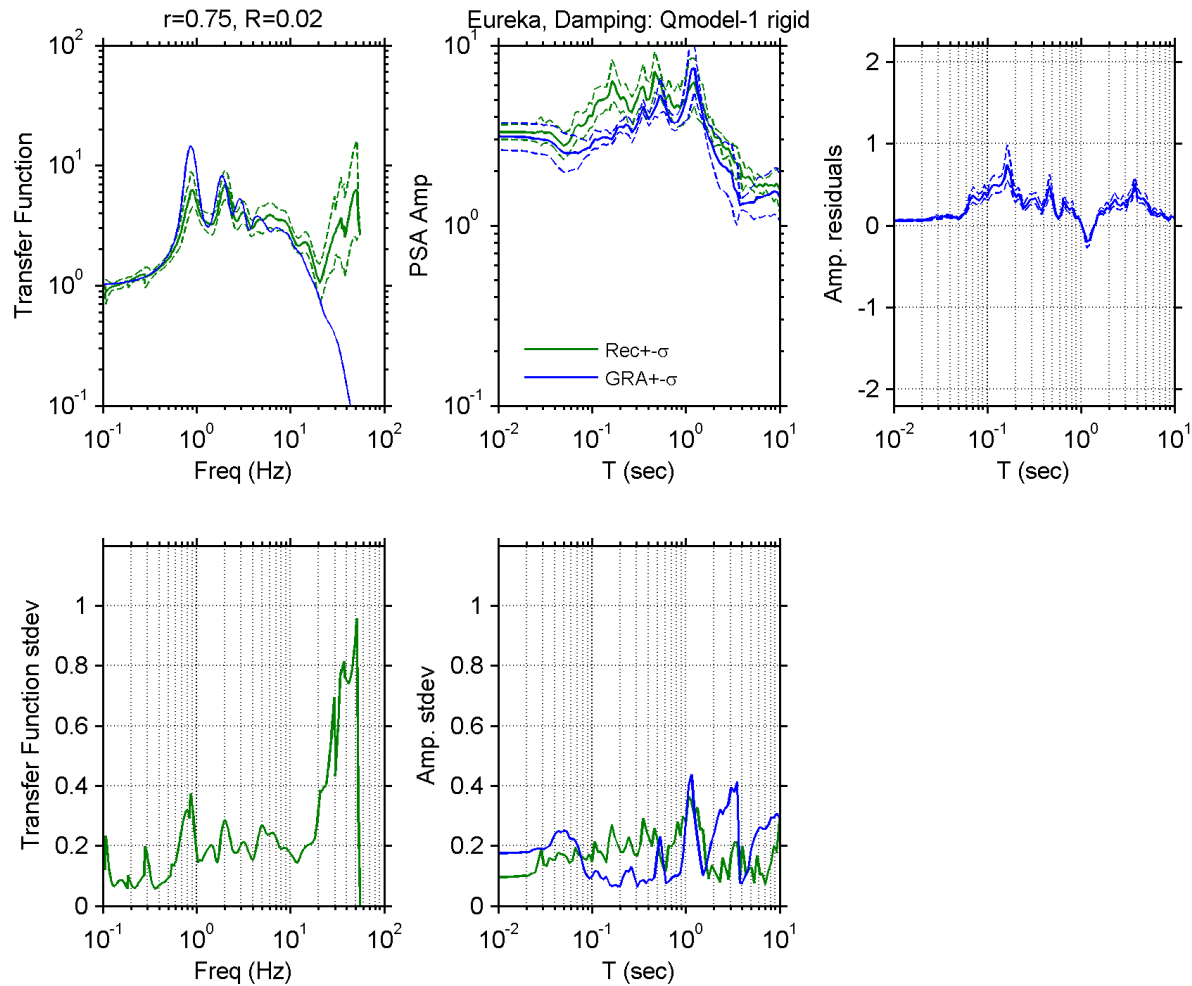 r=0.75, R=0.02
Eureka, Damping: Qmodel-1 rigid
Transfer Function
10^2
10^1
10^0
10^-1
10^-1 10^0 10^1 10^2
Freq (Hz)
PSA Amp
10^1
10^0
10^-1
Rec+-σ
GRA+-σ
10^-2 10^-1 10^0 10^1
T (sec)
Amp. residuals
2
1
0
-1
-2
10^-2 10^-1 10^0 10^1
T (sec)
Transfer Function stdev
1
0.8
0.6
0.4
0.2
0
10^-1 10^0 10^1 10^2
Freq (Hz)
Amp. stdev
1
0.8
0.6
0.4
0.2
0
10^-2 10^-1 10^0 10^1
T (sec)